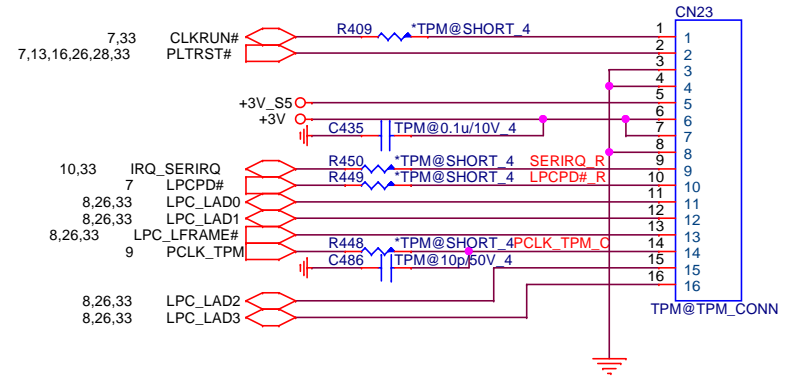 CN23
7,33 CLKRUN# R409 *TPM@SHORT_4 1 1
7,13,16,26,28,33 PLTRST# 2 2
3 3
4 4
+3V_S5 5 5
+3V 6 6
C435 TPM@0.1u/10V_4 7 7
8 8
10,33 IRQ_SERIRQ R450 *TPM@SHORT_4 SERIRQ_R 9 9
7 LPCPD# R449 *TPM@SHORT_4 LPCPD#_R 10 10
8,26,33 LPC_LAD0 11 11
8,26,33 LPC_LAD1 12 12
8,26,33 LPC_LFRAME# 13 13
9 PCLK_TPM R448 *TPM@SHORT_4 PCLK_TPM_C 14 14
C486 TPM@10p/50V_4 15 15
16 16
8,26,33 LPC_LAD2
8,26,33 LPC_LAD3
TPM@TPM_CONN